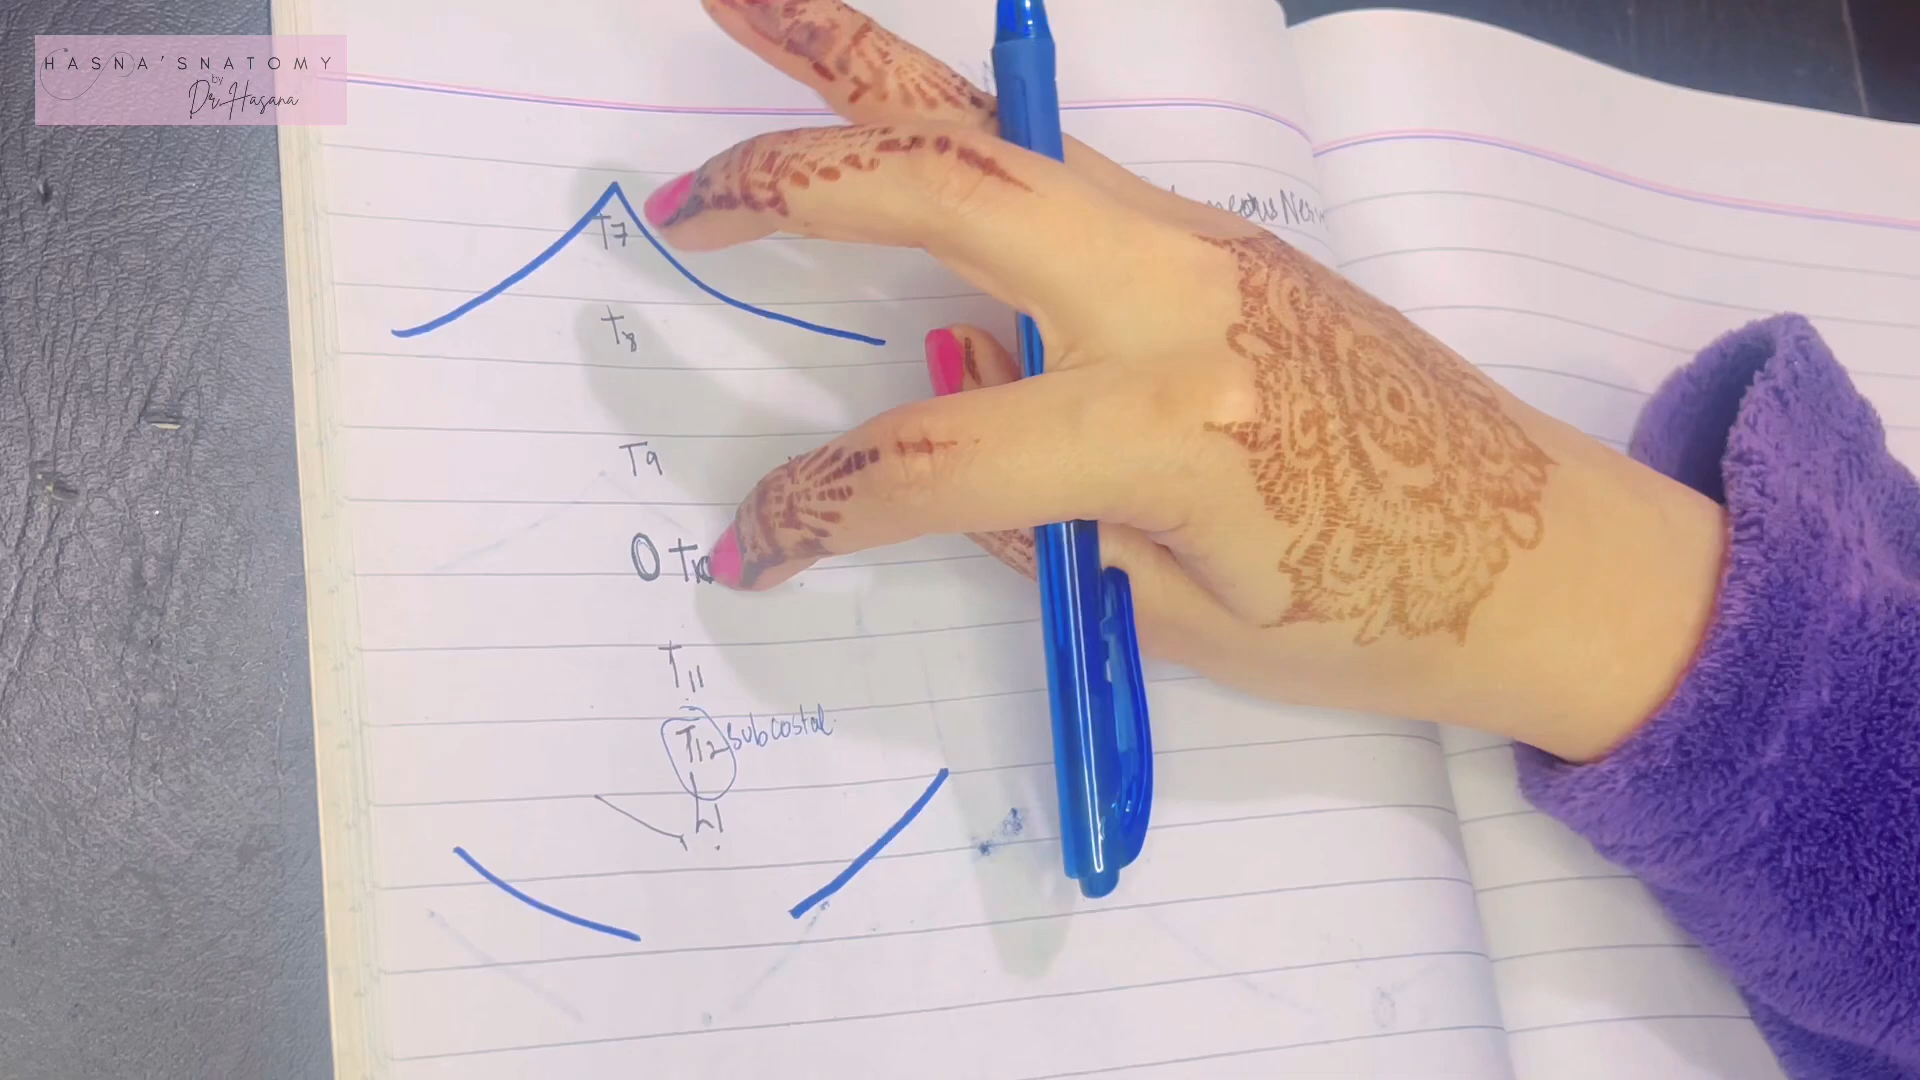 HASNA'SNATOMY
by
Dr.Hasana
T7
T8
T9
O T10
T11
T12 subcostal
L1